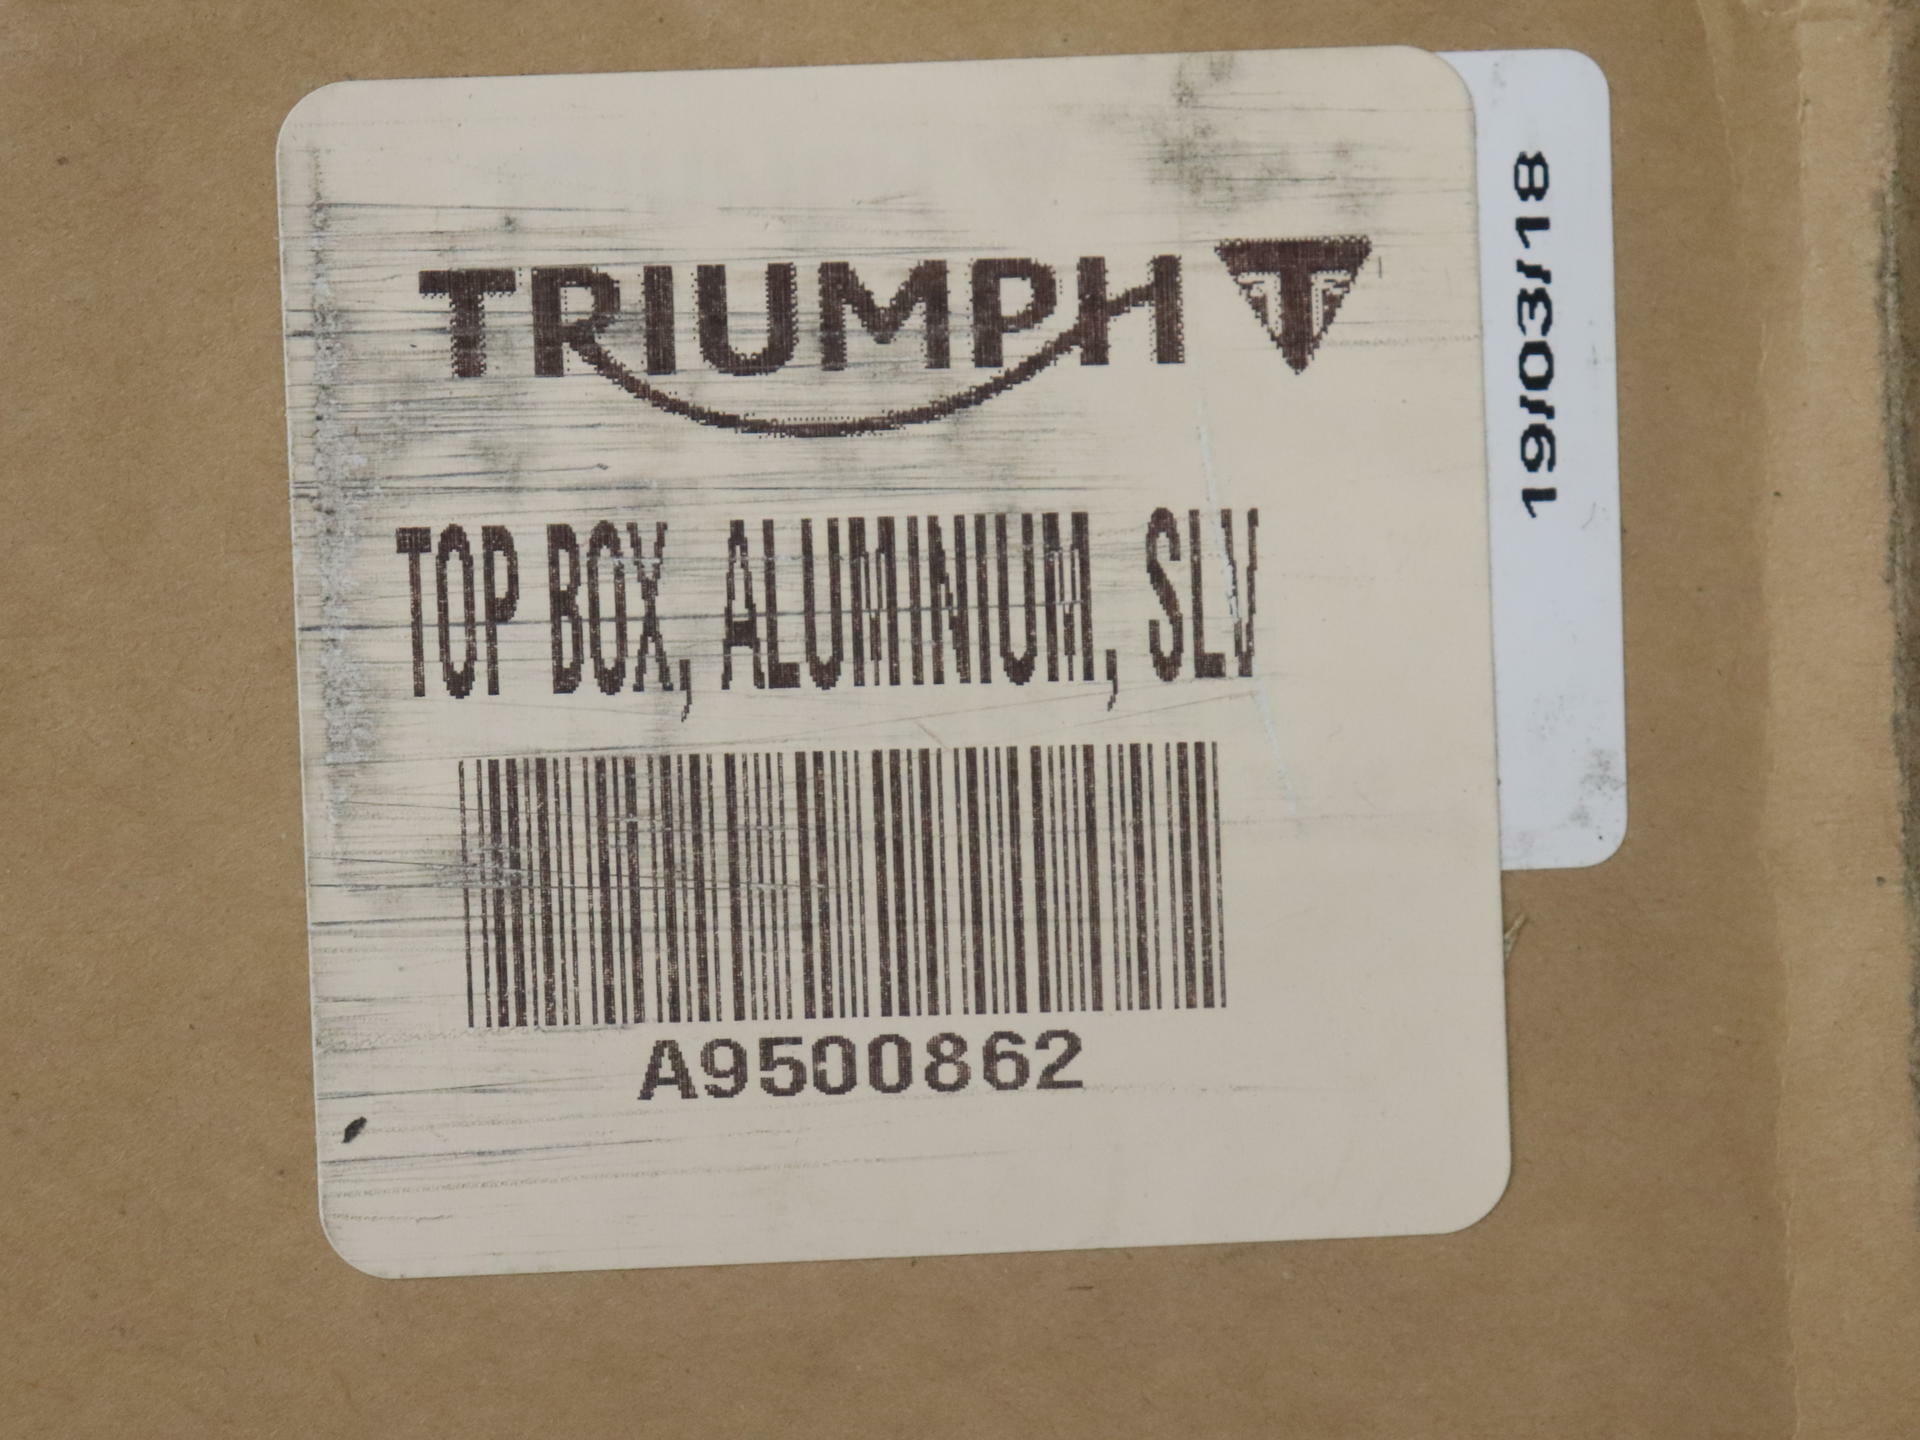 TRIUMPH
TOP BOX, ALUMINIUM, SLV
A9500862
19/03/18